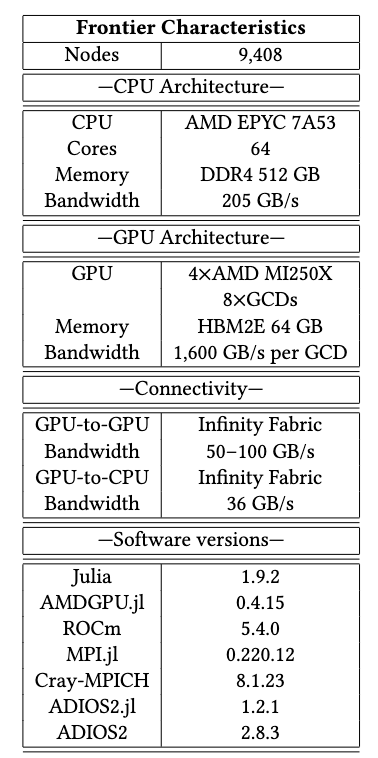 Frontier Characteristics
Nodes 9,408
—CPU Architecture—
CPU AMD EPYC 7A53
Cores 64
Memory DDR4 512 GB
Bandwidth 205 GB/s
—GPU Architecture—
GPU 4×AMD MI250X
8×GCDs
Memory HBM2E 64 GB
Bandwidth 1,600 GB/s per GCD
—Connectivity—
GPU-to-GPU Infinity Fabric
Bandwidth 50–100 GB/s
GPU-to-CPU Infinity Fabric
Bandwidth 36 GB/s
—Software versions—
Julia 1.9.2
AMDGPU.jl 0.4.15
ROCm 5.4.0
MPI.jl 0.220.12
Cray-MPICH 8.1.23
ADIOS2.jl 1.2.1
ADIOS2 2.8.3